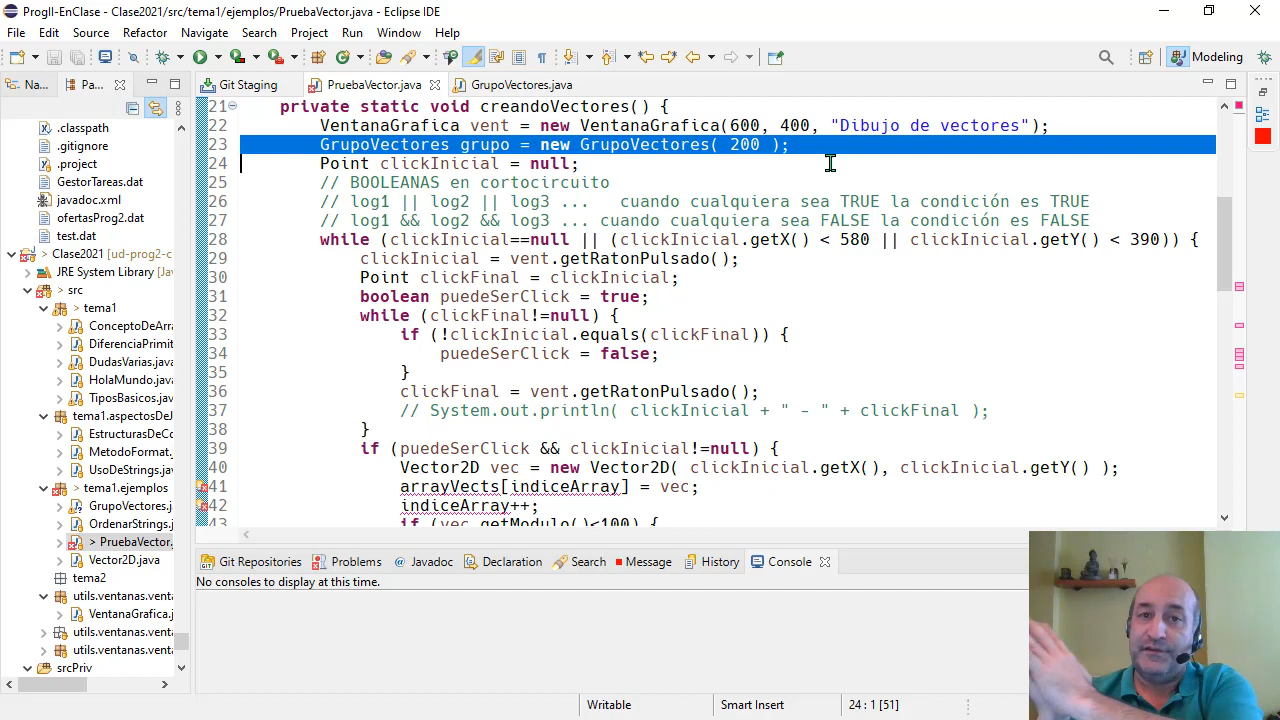 ProgII-EnClase - Clase2021/src/tema1/ejemplos/PruebaVector.java - Eclipse IDE
File Edit Source Refactor Navigate Search Project Run Window Help
Modeling
Na... Pa... Git Staging PruebaVector.java GrupoVectores.java
.classpath
.gitignore
.project
GestorTareas.dat
javadoc.xml
ofertasProg2.dat
test.dat
> Clase2021 [ud-prog2-c
JRE System Library [Jav
> src
> tema1
ConceptoDeArra
DiferenciaPrimit
DudasVarias.java
HolaMundo.java
TiposBasicos.java
tema1.aspectosDeJ
EstructurasDeCo
MetodoFormat.j
UsoDeStrings.jav
> tema1.ejemplos
GrupoVectores.j
OrdenarStrings.j
> PruebaVector.
Vector2D.java
tema2
utils.ventanas.venta
VentanaGrafica.j
utils.ventanas.venta
utils.ventanas.venta
srcPriv
21 private static void creandoVectores() {
22 VentanaGrafica vent = new VentanaGrafica(600, 400, "Dibujo de vectores");
23 GrupoVectores grupo = new GrupoVectores( 200 );
24 Point clickInicial = null;
25 // BOOLEANAS en cortocircuito
26 // log1 || log2 || log3 ...   cuando cualquiera sea TRUE la condición es TRUE
27 // log1 && log2 && log3 ... cuando cualquiera sea FALSE la condición es FALSE
28 while (clickInicial==null || (clickInicial.getX() < 580 || clickInicial.getY() < 390)) {
29 clickInicial = vent.getRatonPulsado();
30 Point clickFinal = clickInicial;
31 boolean puedeSerClick = true;
32 while (clickFinal!=null) {
33 if (!clickInicial.equals(clickFinal)) {
34 puedeSerClick = false;
35 }
36 clickFinal = vent.getRatonPulsado();
37 // System.out.println( clickInicial + " - " + clickFinal );
38 }
39 if (puedeSerClick && clickInicial!=null) {
40 Vector2D vec = new Vector2D( clickInicial.getX(), clickInicial.getY() );
41 arrayVects[indiceArray] = vec;
42 indiceArray++;
43 if (vec.getModulo()<100) {
Git Repositories Problems Javadoc Declaration Search Message History Console
No consoles to display at this time.
Writable Smart Insert 24 : 1 [51]